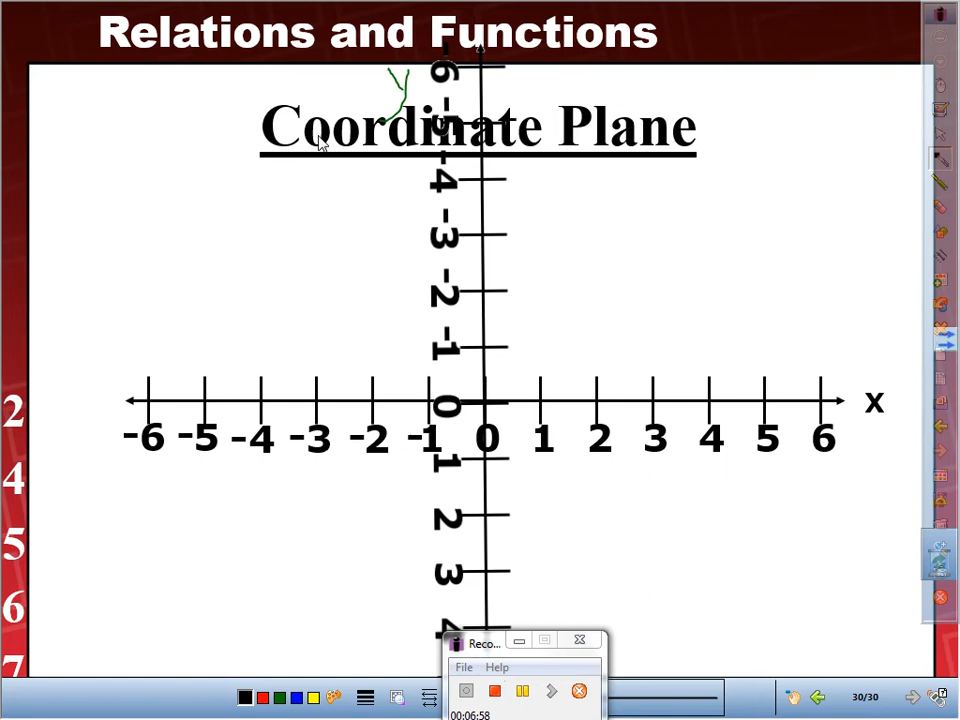 Relations and Functions
y
Coordinate Plane
-6
-5
-4
-3
-2
-1
0
1
2
3
4
x
-6 -5 -4 -3 -2 -1 0 1 2 3 4 5 6
2
4
5
6
7
Reco...
File Help
00:06:58
30/30